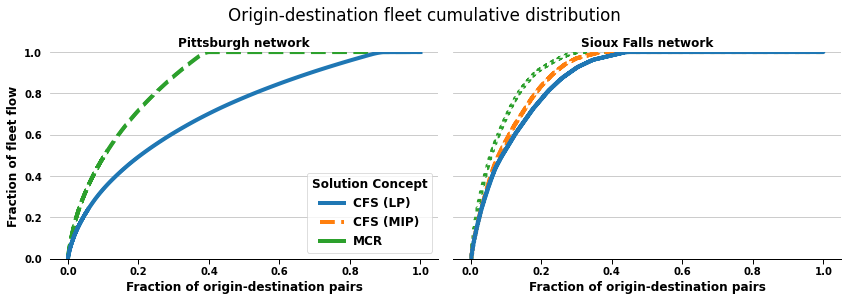 Origin-destination fleet cumulative distribution
Pittsburgh network
Sioux Falls network
Fraction of fleet flow
1.0
0.8
0.6
0.4
0.2
0.0
Solution Concept
CFS (LP)
CFS (MIP)
MCR
0.0 0.2 0.4 0.6 0.8 1.0
0.0 0.2 0.4 0.6 0.8 1.0
Fraction of origin-destination pairs
Fraction of origin-destination pairs